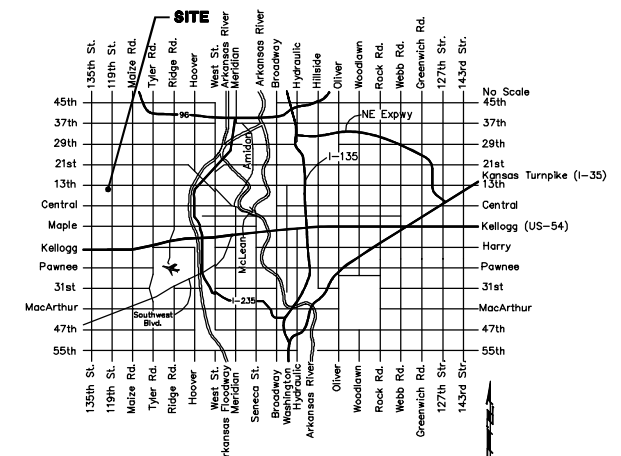 SITE
135th St.
119th St.
Maize Rd.
Tyler Rd.
Ridge Rd.
Hoover
West St.
Arkansas River
Meridian
Arkansas River
Broadway
Hydraulic
Hillside
Oliver
Woodlawn
Rock Rd.
Webb Rd.
Greenwich Rd.
127th Str.
143rd Str.
No Scale
45th
45th
96
37th
NE Expwy
37th
29th
Amidon
29th
21st
I-135
21st
Kansas Turnpike (I-35)
13th
13th
Central
Central
Maple
Kellogg (US-54)
Kellogg
McLean
Harry
Pawnee
Pawnee
31st
31st
I-235
MacArthur
Southwest
Blvd.
MacArthur
47th
47th
55th
55th
135th St.
119th St.
Maize Rd.
Tyler Rd.
Ridge Rd.
Hoover
West St.
Arkansas Floodway
Meridian
Seneca St.
Broadway
Washington
Hydraulic
Arkansas River
Oliver
Woodlawn
Rock Rd.
Webb Rd.
Greenwich Rd.
127th Str.
143rd Str.